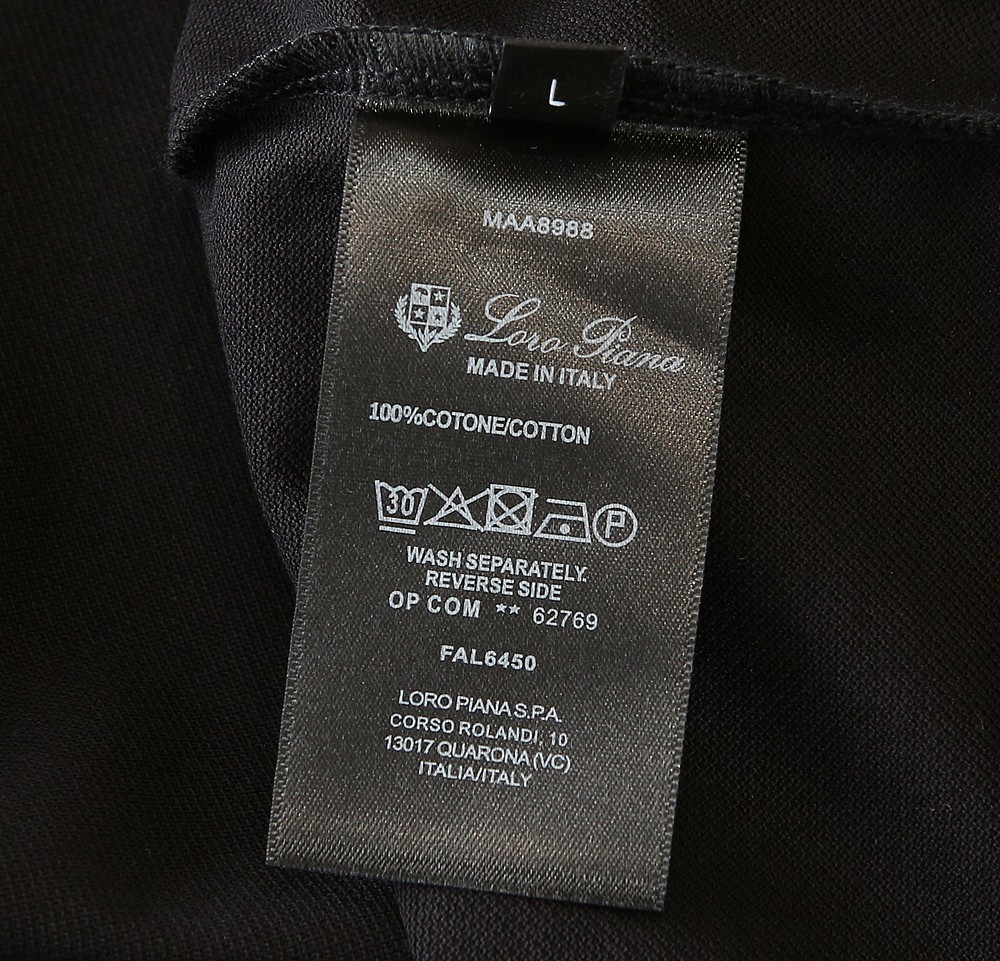 L
MAA8988
Loro Piana
MADE IN ITALY
100%COTONE/COTTON
30 P
WASH SEPARATELY.
REVERSE SIDE
OP COM ** 62769
FAL6450
LORO PIANA S.P.A.
CORSO ROLANDI, 10
13017 QUARONA (VC)
ITALIA/ITALY